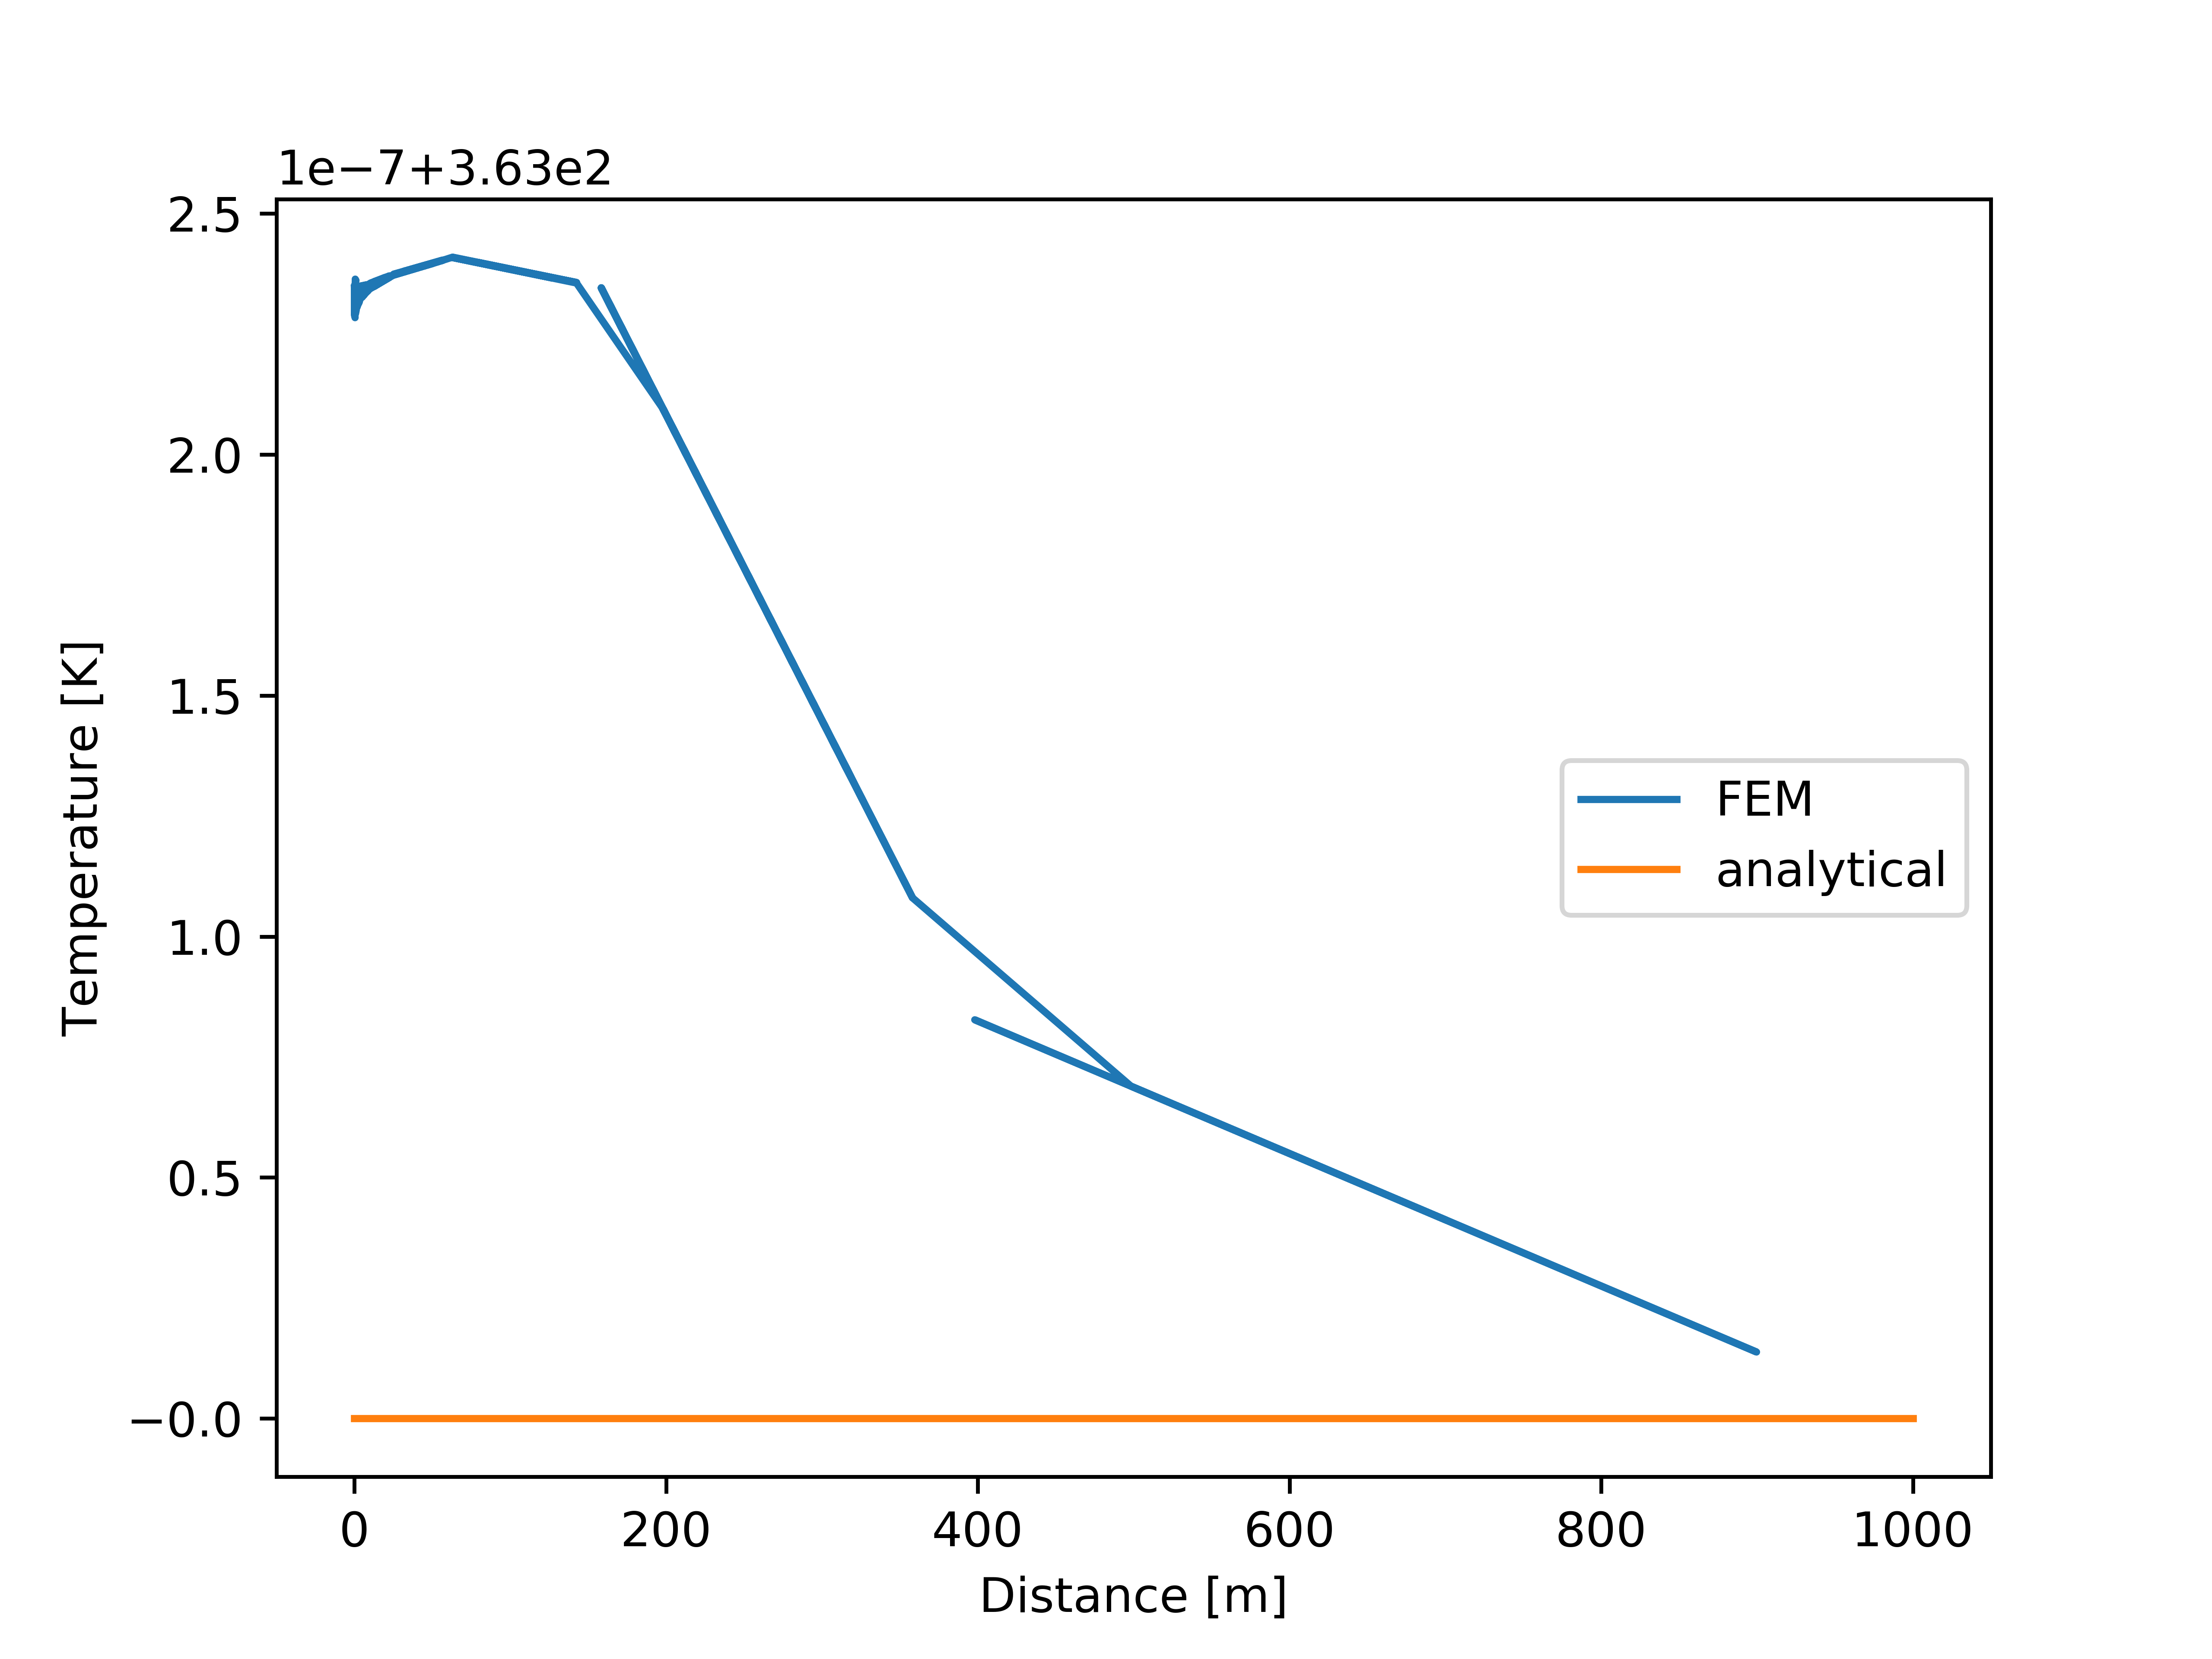 1e−7+3.63e2
2.5
2.0
1.5
1.0
0.5
−0.0
Temperature [K]
FEM
analytical
0 200 400 600 800 1000
Distance [m]